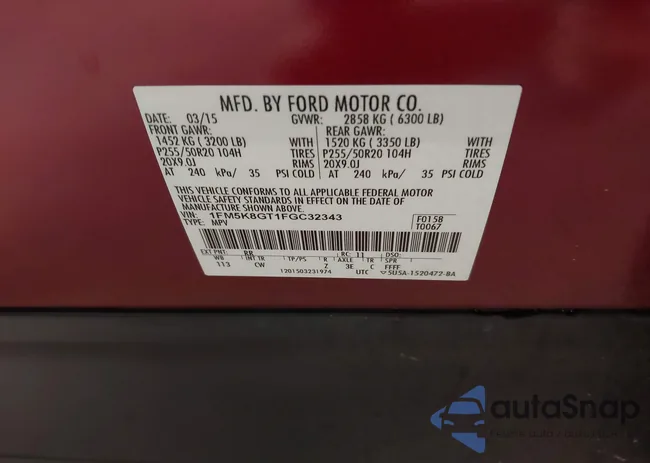 MFD. BY FORD MOTOR CO.
DATE: 03/15 GVWR: 2858 KG ( 6300 LB)
FRONT GAWR: REAR GAWR:
1452 KG ( 3200 LB) WITH 1520 KG ( 3350 LB) WITH
P255/50R20 104H TIRES P255/50R20 104H TIRES
20X9.0J RIMS 20X9.0J RIMS
AT 240 kPa/ 35 PSI COLD AT 240 kPa/ 35 PSI COLD
THIS VEHICLE CONFORMS TO ALL APPLICABLE FEDERAL MOTOR
VEHICLE SAFETY STANDARDS IN EFFECT ON THE DATE OF
MANUFACTURE SHOWN ABOVE.
VIN: 1FM5K8GT1FGC32343 F0158
TYPE: MPV T0067
EXT PNT: RR RC: 11 DSO:
WB INT TR TP/PS R AXLE TR SPR
113 CW 7 3E C FFFF
1201503231974 UTC 5U5A-1520472-BA
autoSnap